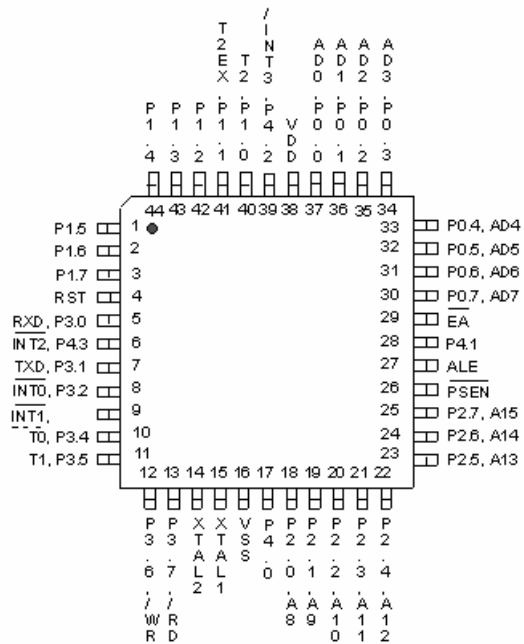 P1.4
P1.3
P1.2
T2EX.P1.1
T2.P1.0
/INT3.P4.2
VDD
AD0.P0.0
AD1.P0.1
AD2.P0.2
AD3.P0.3
44 43 42 41 40 39 38 37 36 35 34
P1.5 1
P1.6 2
P1.7 3
RST 4
RXD, P3.0 5
INT2, P4.3 6
TXD, P3.1 7
INT0, P3.2 8
INT1, 9
T0, P3.4 10
T1, P3.5 11
33 P0.4, AD4
32 P0.5, AD5
31 P0.6, AD6
30 P0.7, AD7
29 EA
28 P4.1
27 ALE
26 PSEN
25 P2.7, A15
24 P2.6, A14
23 P2.5, A13
12 13 14 15 16 17 18 19 20 21 22
P3.6./WR
P3.7./RD
XTAL2
XTAL1
VSS
P4.0
P2.0.A8
P2.1.A9
P2.2.A10
P2.3.A11
P2.4.A12